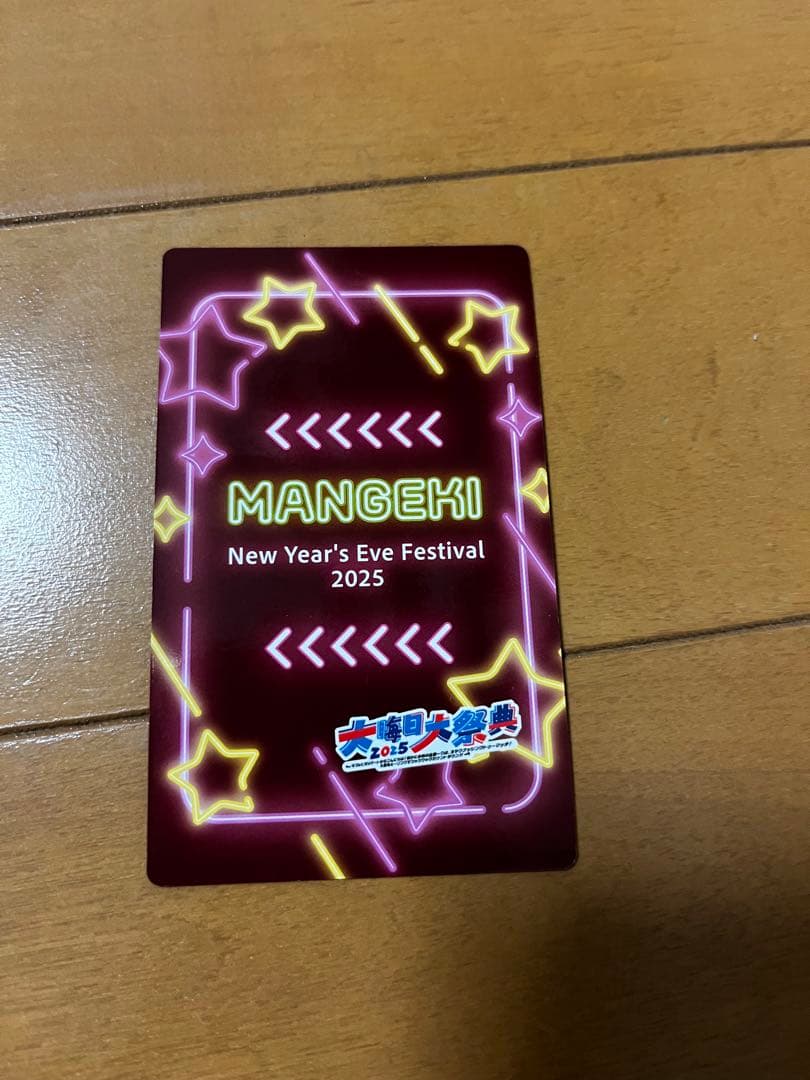 <<<<<<
MANGEKI
New Year's Eve Festival
2025
<<<<<<
大晦日大祭典
2025